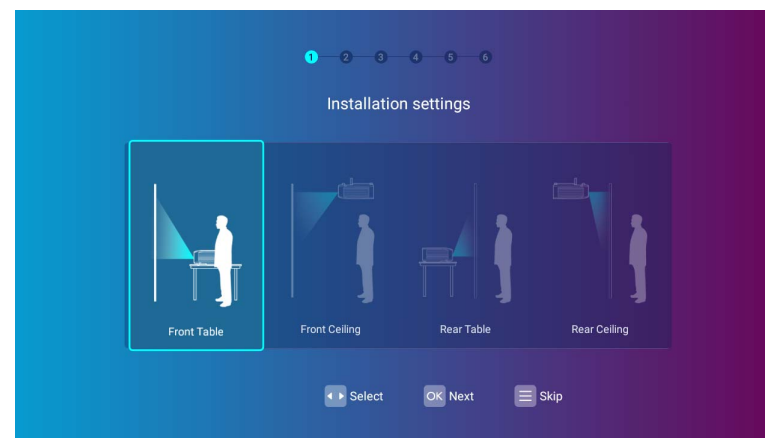 1 2 3 4 5 6
Installation settings
Front Table Front Ceiling Rear Table Rear Ceiling
Select OK Next Skip